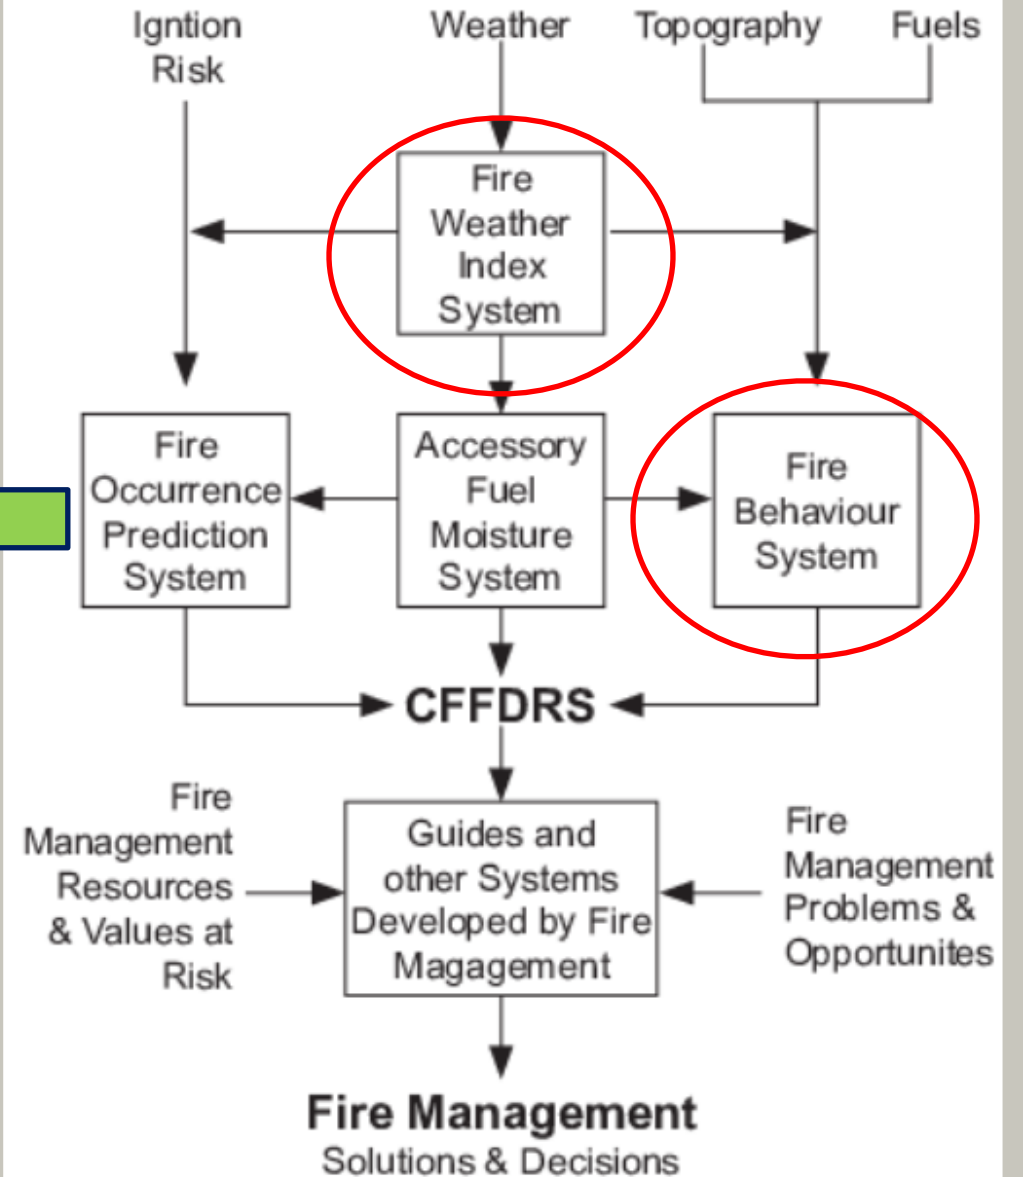 Igntion
Risk
Weather
Topography
Fuels
Fire
Weather
Index
System
Fire
Occurrence
Prediction
System
Accessory
Fuel
Moisture
System
Fire
Behaviour
System
CFFDRS
Fire
Management
Resources
& Values at
Risk
Guides and
other Systems
Developed by Fire
Magagement
Fire
Management
Problems &
Opportunites
Fire Management
Solutions & Decisions